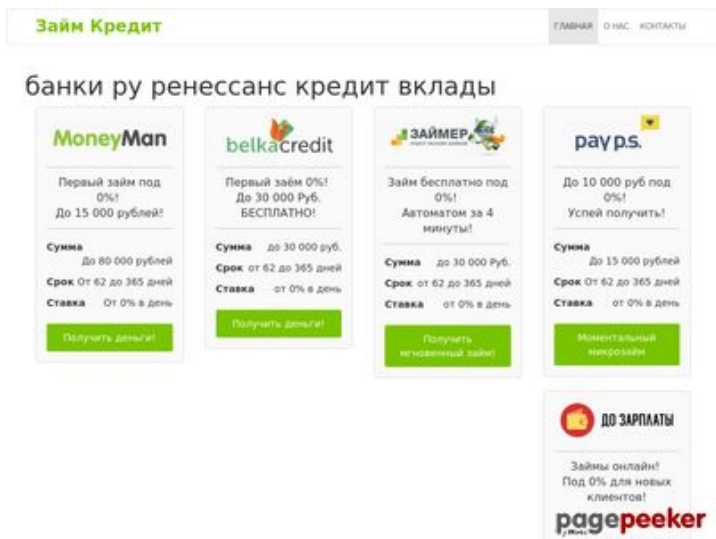 Займ Кредит
ГЛАВНАЯ О НАС. КОНТАКТЫ
банки ру ренессанс кредит вклады
MoneyMan
Первый займ под
0%!
До 15 000 рублей!
Сумма
До 80 000 рублей
Срок От 62 до 365 дней
Ставка От 0% в день
Получить деньги!
belkacredit
Первый заём 0%!
До 30 000 Руб.
БЕСПЛАТНО!
Сумма до 30 000 руб.
Срок от 62 до 365 дней
Ставка от 0% в день
Получить деньги!
ЗАЙМЕР
Займ бесплатно под
0%!
Автоматом за 4
минуты!
Сумма до 30 000 Руб.
Срок от 62 до 365 дней
Ставка от 0% в день
Получить
мгновенный займ!
pay p.s.
До 10 000 руб под
0%!
Успей получить!
Сумма
До 15 000 рублей
Срок От 62 до 365 дней
Ставка от 0% в день
Моментальный
микрозайм
ДО ЗАРПЛАТЫ
Займы онлайн!
Под 0% для новых
клиентов!
pagepeeker